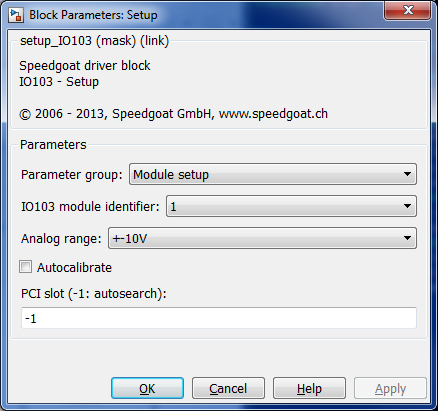 Block Parameters: Setup
setup_IO103 (mask) (link)
Speedgoat driver block
IO103 - Setup
© 2006 - 2013, Speedgoat GmbH, www.speedgoat.ch
Parameters
Parameter group: Module setup
IO103 module identifier: 1
Analog range: +-10V
Autocalibrate
PCI slot (-1: autosearch):
-1
OK Cancel Help Apply